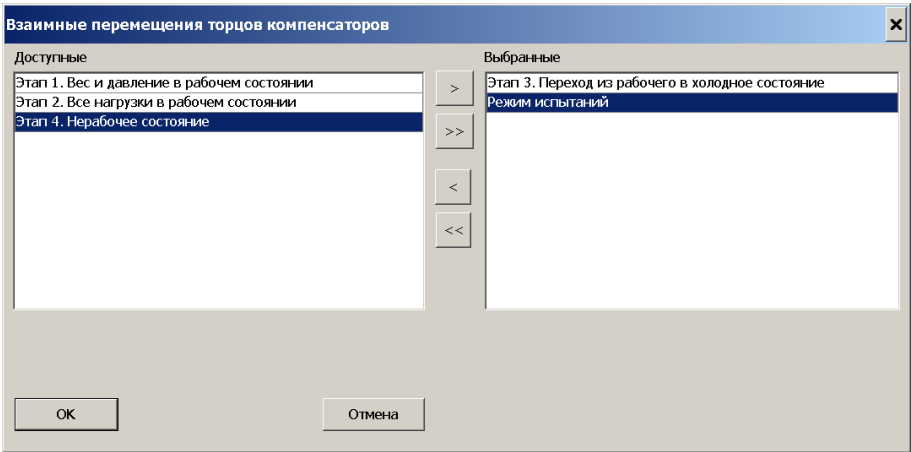 Взаимные перемещения торцов компенсаторов
Доступные
Выбранные
Этап 1. Вес и давление в рабочем состоянии
Этап 2. Все нагрузки в рабочем состоянии
Этап 4. Нерабочее состояние
>
>>
<
<<
Этап 3. Переход из рабочего в холодное состояние
Режим испытаний
OK
Отмена